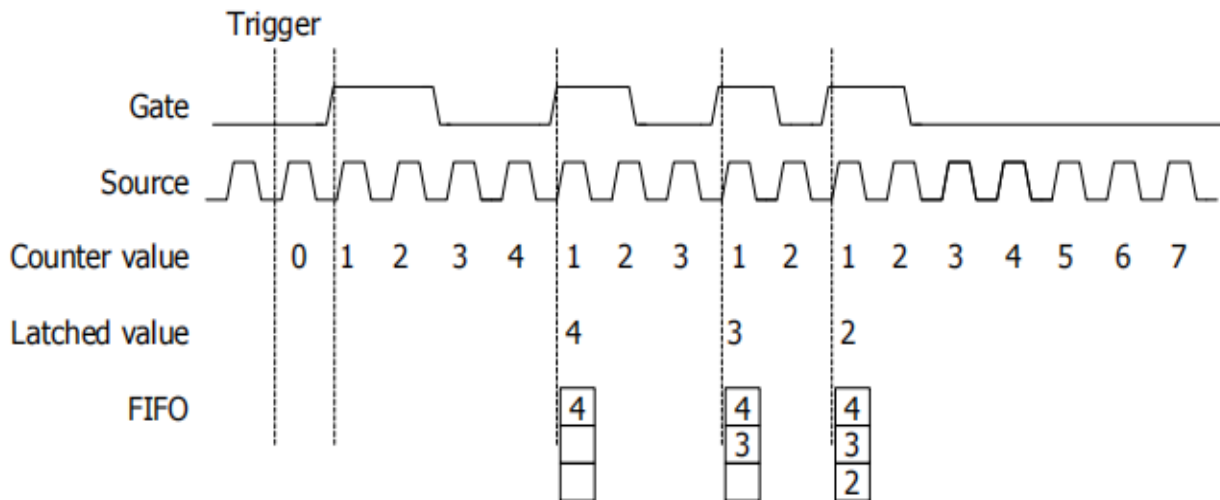 Trigger
Gate
Source
Counter value 0 1 2 3 4 1 2 3 1 2 1 2 3 4 5 6 7
Latched value 4 3 2
FIFO 4 4 4
3 3
2